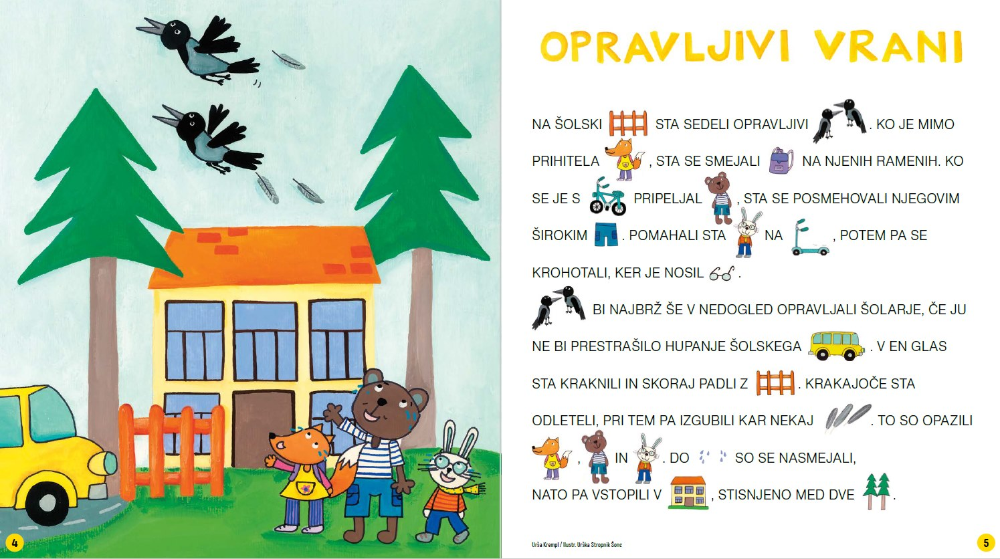 OPRAVLJIVI VRANI
NA ŠOLSKI STA SEDELI OPRAVLJIVI . KO JE MIMO
PRIHITELA , STA SE SMEJALI NA NJENIH RAMENIH. KO
SE JE S PRIPELJAL , STA SE POSMEHOVALI NJEGOVIM
ŠIROKIM . POMAHALI STA NA , POTEM PA SE
KROHOTALI, KER JE NOSIL .
BI NAJBRŽ ŠE V NEDOGLED OPRAVLJALI ŠOLARJE, ČE JU
NE BI PRESTRAŠILO HUPANJE ŠOLSKEGA . V EN GLAS
STA KRAKNILI IN SKORAJ PADLI Z . KRAKAJOČE STA
ODLETELI, PRI TEM PA IZGUBILI KAR NEKAJ . TO SO OPAZILI
, IN . DO SO SE NASMEJALI,
NATO PA VSTOPILI V , STISNJENO MED DVE .
Urša Krempl / Ilustr. Urška Stropnik Šonc
4
5